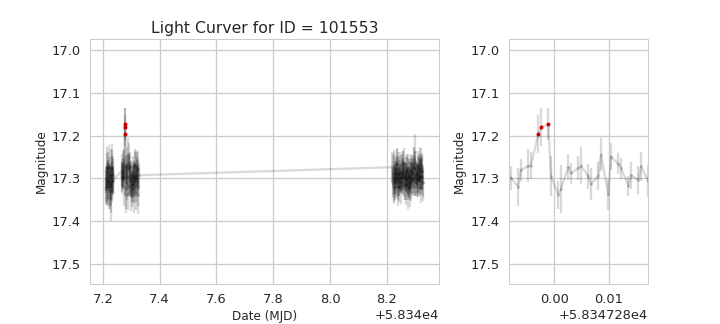 Light Curver for ID = 101553
17.0
17.1
17.2
17.3
17.4
17.5
Magnitude
7.2 7.4 7.6 7.8 8.0 8.2
Date (MJD)
+5.834e4
17.0
17.1
17.2
17.3
17.4
17.5
Magnitude
0.00 0.01
+5.834728e4